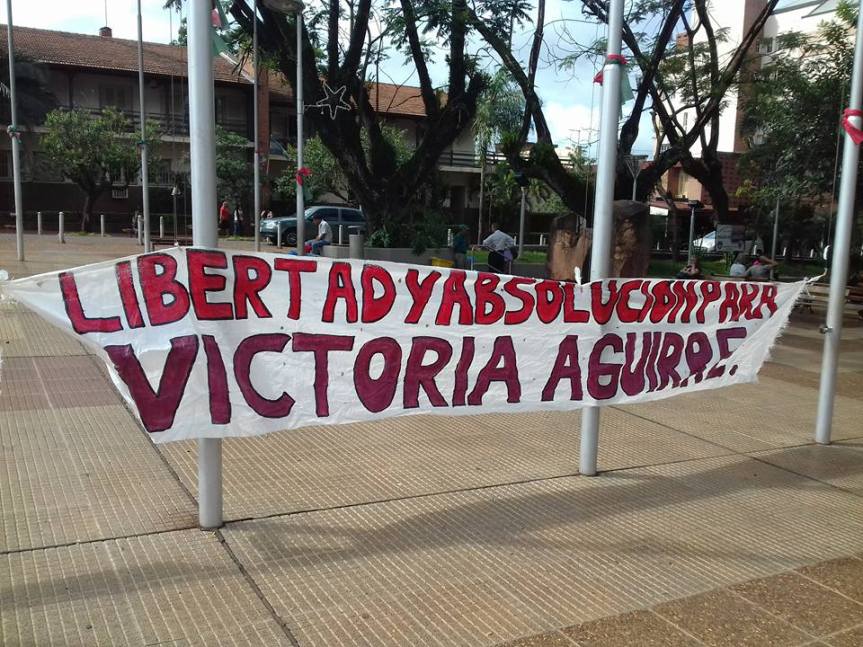 LIBERTAD Y ABSOLUCION PARA
VICTORIA AGUIRRE.